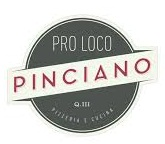 PRO LOCO
PINCIANO
Q.III
PIZZERIA E CUCINA